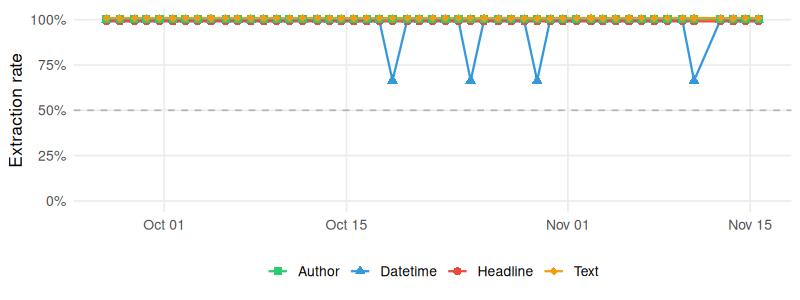 Extraction rate
100%
75%
50%
25%
0%
Oct 01 Oct 15 Nov 01 Nov 15
Author Datetime Headline Text